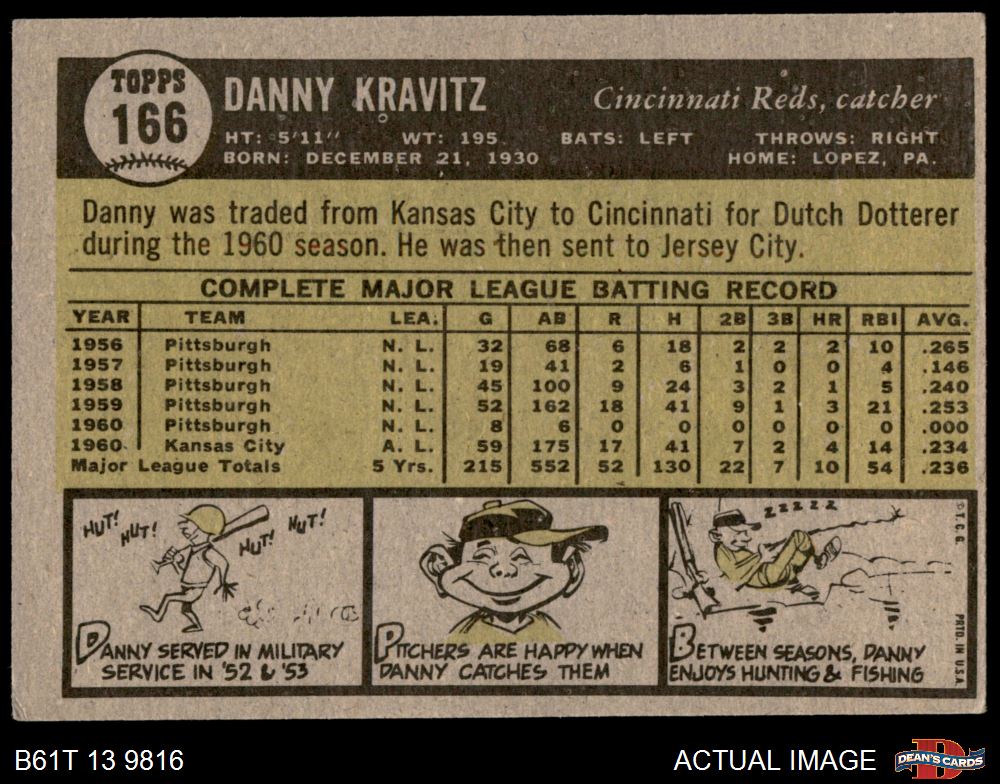 TOPPS
166
DANNY KRAVITZ
Cincinnati Reds, catcher
HT: 5'11" WT: 195 BATS: LEFT THROWS: RIGHT
BORN: DECEMBER 21, 1930 HOME: LOPEZ, PA.
Danny was traded from Kansas City to Cincinnati for Dutch Dotterer
during the 1960 season. He was then sent to Jersey City.
COMPLETE MAJOR LEAGUE BATTING RECORD
YEAR TEAM LEA. G AB R H 2B 3B HR RBI AVG.
1956 Pittsburgh N. L. 32 68 6 18 2 2 2 10 .265
1957 Pittsburgh N. L. 19 41 2 6 1 0 0 4 .146
1958 Pittsburgh N. L. 45 100 9 24 3 2 1 5 .240
1959 Pittsburgh N. L. 52 162 18 41 9 1 3 21 .253
1960 Pittsburgh N. L. 8 6 0 0 0 0 0 0 .000
1960 Kansas City A. L. 59 175 17 41 7 2 4 14 .234
Major League Totals 5 Yrs. 215 552 52 130 22 7 10 54 .236
HUT! HUT! HUT! HUT!
DANNY SERVED IN MILITARY
SERVICE IN '52 & '53
PITCHERS ARE HAPPY WHEN
DANNY CATCHES THEM
ZZZZZ
BETWEEN SEASONS, DANNY
ENJOYS HUNTING & FISHING
© T. C. G.
PRTD. IN U.S.A.
B61T 13 9816
ACTUAL IMAGE
DEAN'S CARDS